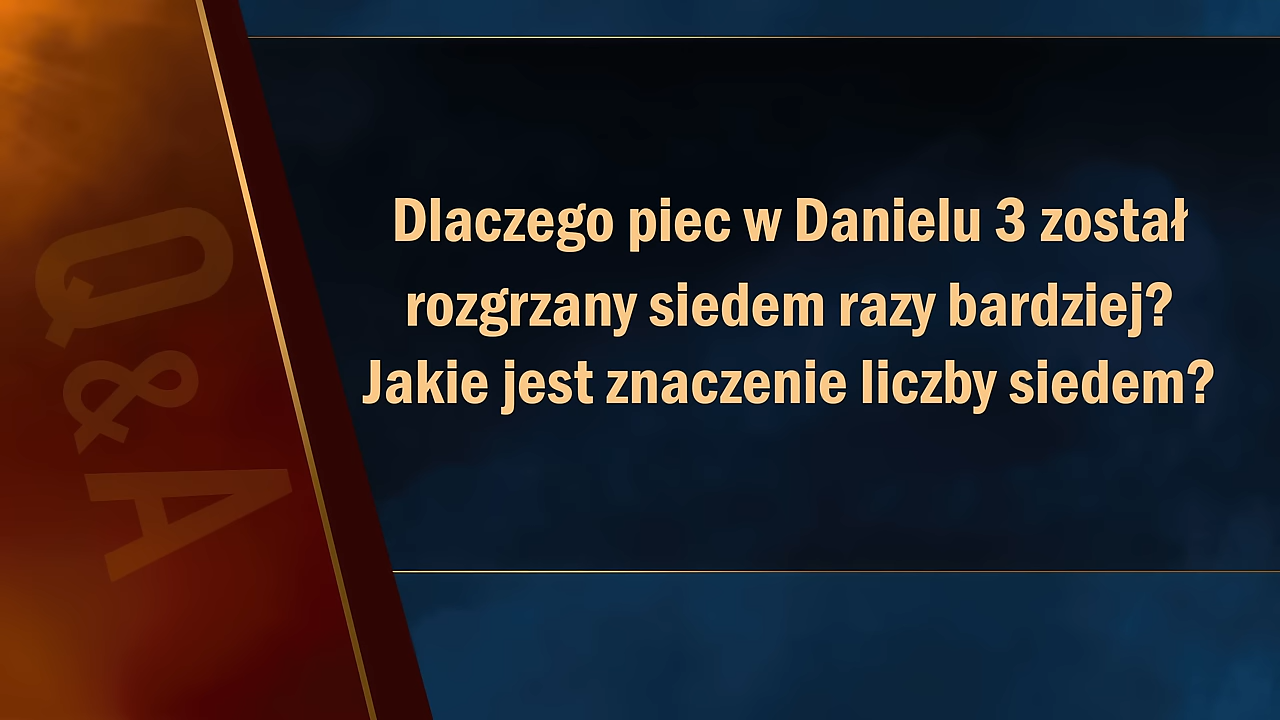 Dlaczego piec w Danielu 3 został
rozgrzany siedem razy bardziej?
Jakie jest znaczenie liczby siedem?
Q&A